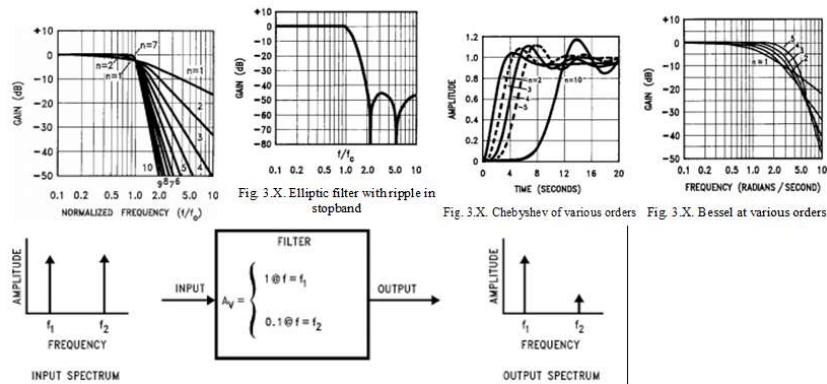 +10
0
−10
−20
−30
−40
−50
GAIN (dB)
n=7
n=2
n=1
n=1
2
3
4
5
10
9 8 7 6
0.1 0.2 0.5 1.0 2.0 5.0 10
NORMALIZED FREQUENCY (f/fc)
+10
0
−10
−20
−30
−40
−50
−60
−80
GAIN (dB)
0.1 0.2 0.5 1.0 2.0 5.0 10
f/fc
Fig. 3.X. Elliptic filter with ripple in
stopband
1.2
1.0
0.8
0.6
0.4
0.2
0
AMPLITUDE
n=2
3
4
5
n=10
0 4 8 12 16 20
TIME (SECONDS)
Fig. 3.X. Chebyshev of various orders
+10
0
−10
−20
−30
−40
−50
GAIN (dB)
n=1
5
4
3
2
0.1 0.2 0.5 1.0 2.0 5.0 10
FREQUENCY (RADIANS/SECOND)
Fig. 3.X. Bessel at various orders
AMPLITUDE
f1 f2
FREQUENCY
INPUT SPECTRUM
INPUT
FILTER
AV =
1 @ f = f1
0.1 @ f = f2
OUTPUT
AMPLITUDE
f1 f2
FREQUENCY
OUTPUT SPECTRUM